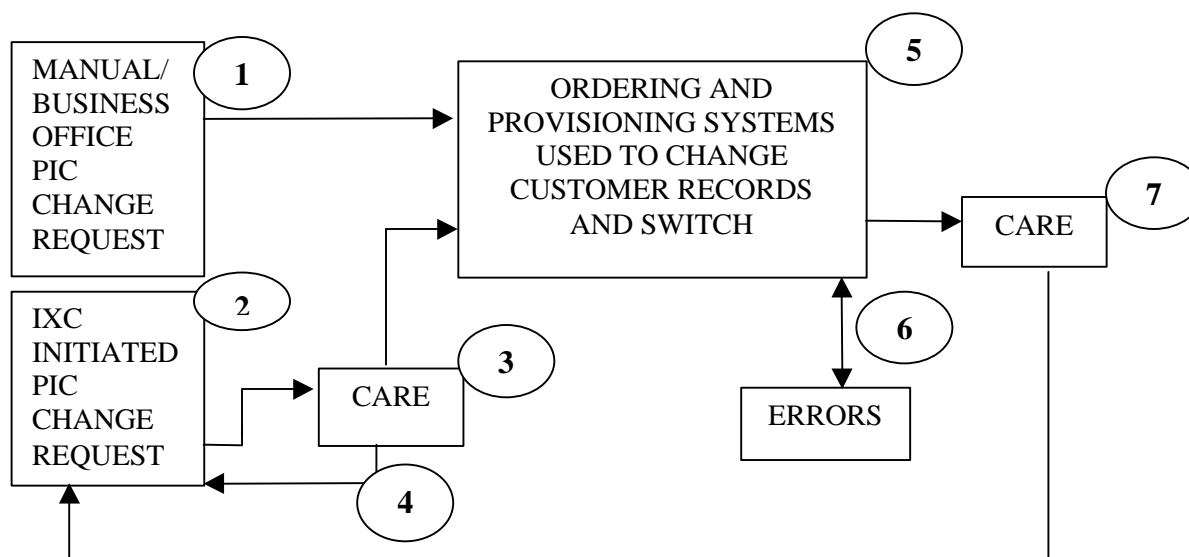 MANUAL/
BUSINESS
OFFICE
PIC
CHANGE
REQUEST
1
IXC
INITIATED
PIC
CHANGE
REQUEST
2
CARE
3
4
ORDERING AND
PROVISIONING SYSTEMS
USED TO CHANGE
CUSTOMER RECORDS
AND SWITCH
5
6
ERRORS
CARE
7